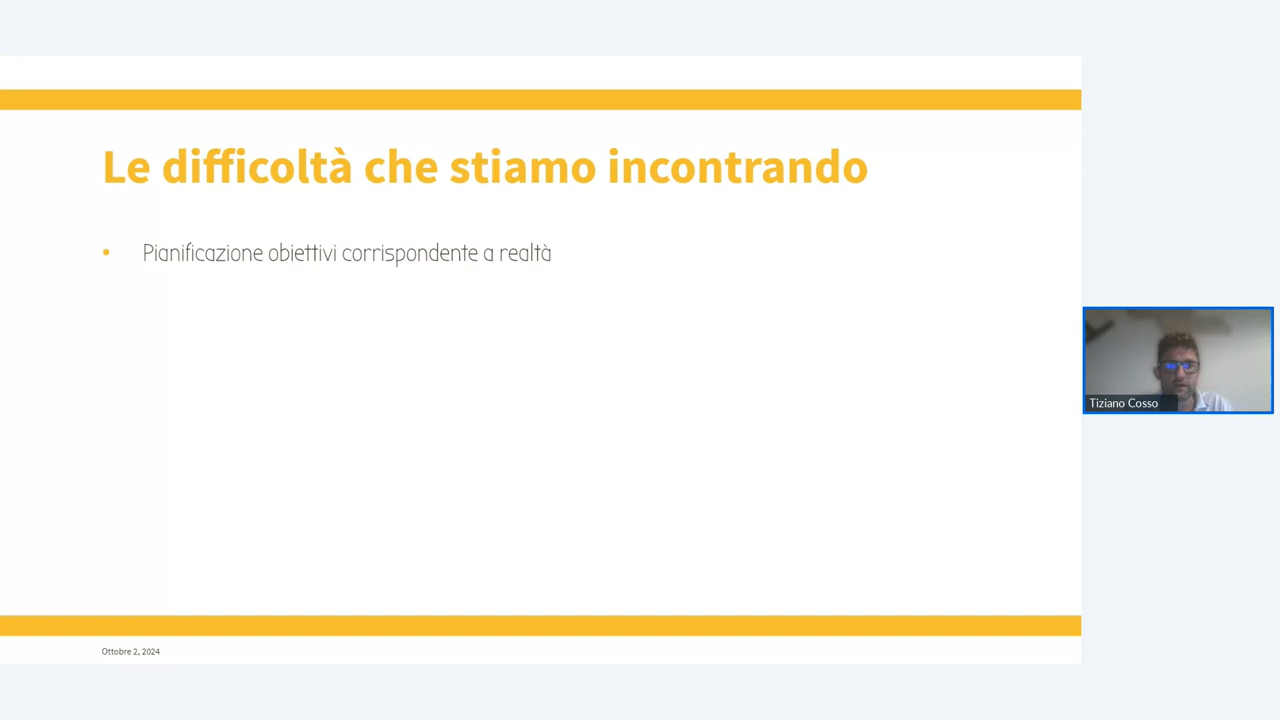 Le difficoltà che stiamo incontrando
• Pianificazione obiettivi corrispondente a realtà
Tiziano Cosso
Ottobre 2, 2024